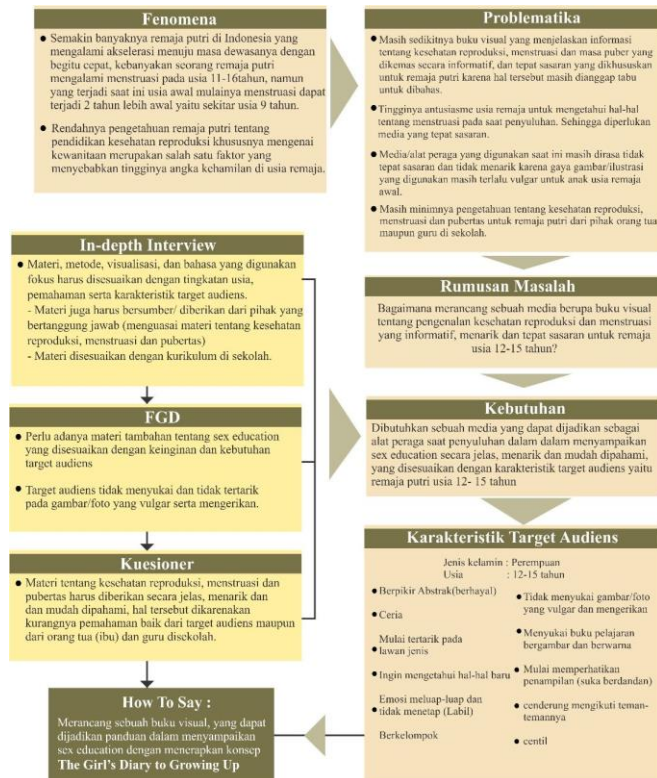 Fenomena
● Semakin banyaknya remaja putri di Indonesia yang
mengalami akselerasi menuju masa dewasanya dengan
begitu cepat, kebanyakan seorang remaja putri
mengalami menstruasi pada usia 11-16tahun, namun
yang terjadi saat ini usia awal mulainya menstruasi dapat
terjadi 2 tahun lebih awal yaitu sekitar usia 9 tahun.
● Rendahnya pengetahuan remaja putri tentang
pendidikan kesehatan reproduksi khususnya mengenai
kewanitaan merupakan salah satu faktor yang
menyebabkan tingginya angka kehamilan di usia remaja.
Problematika
● Masih sedikitnya buku visual yang menjelaskan informasi
tentang kesehatan reproduksi, menstruasi dan masa puber yang
dikemas secara informatif, dan tepat sasaran yang dikhususkan
untuk remaja putri karena hal tersebut masih dianggap tabu
untuk dibahas.
● Tingginya antusiasme usia remaja untuk mengetahui hal-hal
tentang menstruasi pada saat penyuluhan. Sehingga diperlukan
media yang tepat sasaran.
● Media/alat peraga yang digunakan saat ini masih dirasa tidak
tepat sasaran dan tidak menarik karena gaya gambar/ilustrasi
yang digunakan masih terlalu vulgar untuk anak usia remaja
awal.
● Masih minimnya pengetahuan tentang kesehatan reproduksi,
menstruasi dan pubertas untuk remaja putri dari pihak orang tua
maupun guru di sekolah.
In-depth Interview
● Materi, metode, visualisasi, dan bahasa yang digunakan
fokus harus disesuaikan dengan tingkatan usia,
pemahaman serta karakteristik target audiens.
- Materi juga harus bersumber/ diberikan dari pihak yang
bertanggung jawab (menguasai materi tentang kesehatan
reproduksi, menstruasi dan pubertas)
- Materi disesuaikan dengan kurikulum di sekolah.
FGD
● Perlu adanya materi tambahan tentang sex education
yang disesuaikan dengan keinginan dan kebutuhan
target audiens
● Target audiens tidak menyukai dan tidak tertarik
pada gambar/foto yang vulgar serta mengerikan.
Kuesioner
● Materi tentang kesehatan reproduksi, menstruasi dan
pubertas harus diberikan secara jelas, menarik dan
dan mudah dipahami, hal tersebut dikarenakan
kurangnya pemahaman baik dari target audiens maupun
dari orang tua (ibu) dan guru disekolah.
How To Say :
Merancang sebuah buku visual, yang dapat
dijadikan panduan dalam menyampaikan
sex education dengan menerapkan konsep
The Girl's Diary to Growing Up
Rumusan Masalah
Bagaimana merancang sebuah media berupa buku visual
tentang pengenalan kesehatan reproduksi dan menstruasi
yang informatif, menarik dan tepat sasaran untuk remaja
usia 12-15 tahun?
Kebutuhan
Dibutuhkan sebuah media yang dapat dijadikan sebagai
alat peraga saat penyuluhan dalam dalam menyampaikan
sex education secara jelas, menarik dan mudah dipahami,
yang disesuaikan dengan karakteristik target audiens yaitu
remaja putri usia 12- 15 tahun
Karakteristik Target Audiens
Jenis kelamin : Perempuan
Usia : 12-15 tahun
● Berpikir Abstrak(berhayal)
● Ceria
Mulai tertarik pada
lawan jenis
● Ingin mengetahui hal-hal baru
Emosi meluap-luap dan
tidak menetap (Labil)
Berkelompok
● Tidak menyukai gambar/foto
yang vulgar dan mengerikan
● Menyukai buku pelajaran
bergambar dan berwarna
● Mulai memperhatikan
penampilan (suka berdandan)
● cenderung mengikuti teman-
temannya
● centil